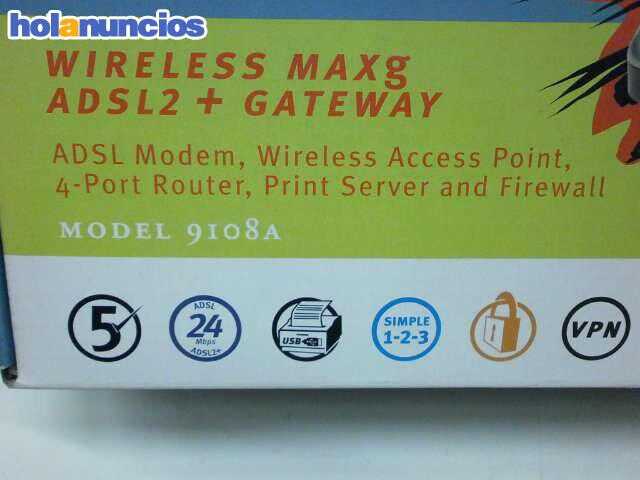 holanuncios
WIRELESS MAXg
ADSL2 + GATEWAY
ADSL Modem, Wireless Access Point,
4-Port Router, Print Server and Firewall
MODEL 9108A
5
ADSL
24
Mbps
ADSL2+
USB
SIMPLE
1-2-3
VPN